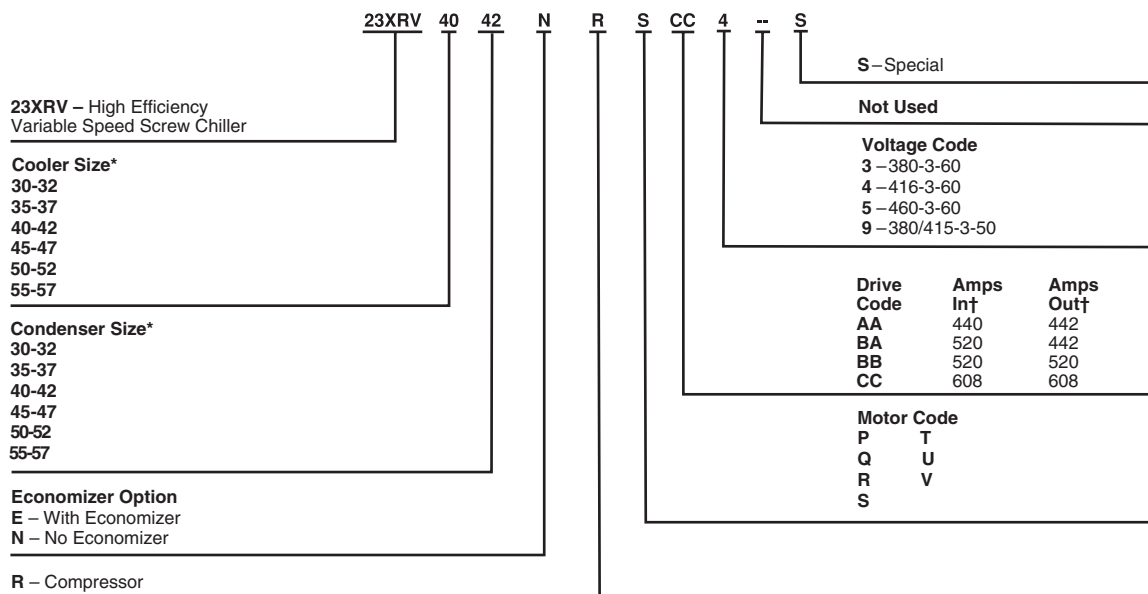 23XRV 40 42 N R S CC 4 -- S
23XRV – High Efficiency
Variable Speed Screw Chiller
Cooler Size*
30-32
35-37
40-42
45-47
50-52
55-57
Condenser Size*
30-32
35-37
40-42
45-47
50-52
55-57
Economizer Option
E – With Economizer
N – No Economizer
R – Compressor
S–Special
Not Used
Voltage Code
3 –380-3-60
4 –416-3-60
5 –460-3-60
9 –380/415-3-50
Drive Amps Amps
Code In† Out†
AA 440 442
BA 520 442
BB 520 520
CC 608 608
Motor Code
P T
Q U
R V
S